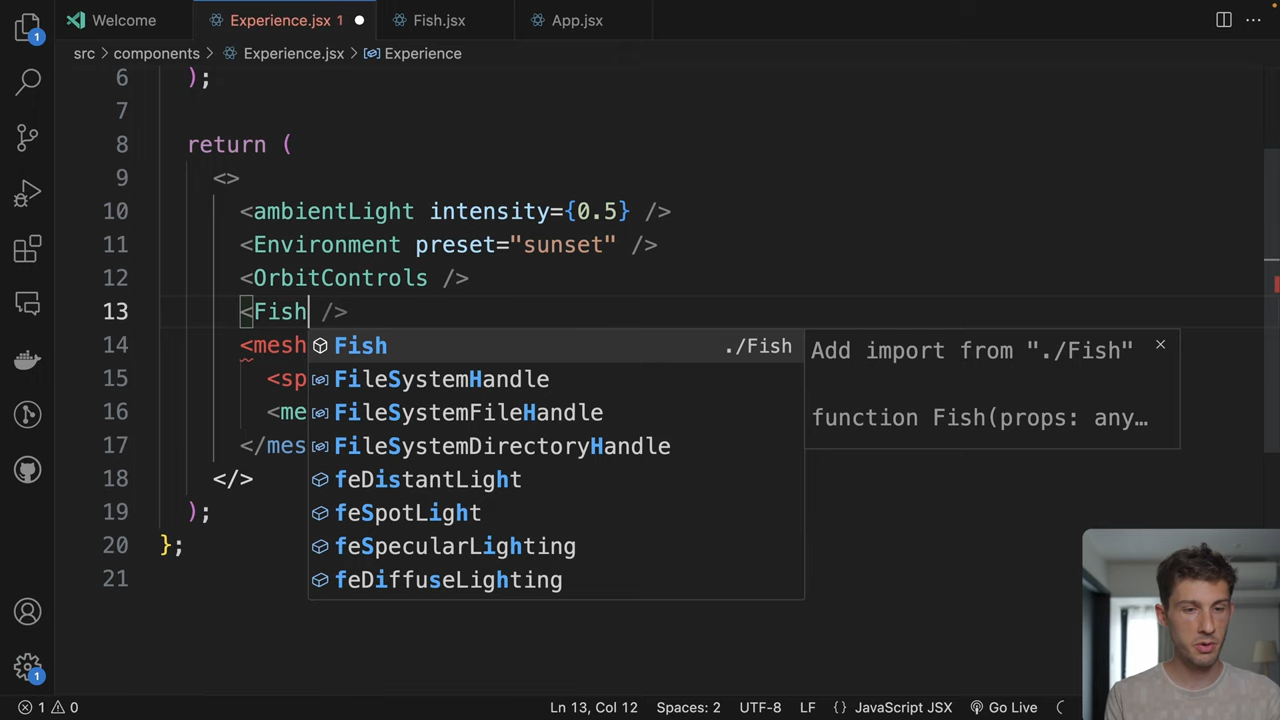 Welcome
Experience.jsx 1
Fish.jsx
App.jsx
1
src > components > Experience.jsx > Experience
6 );
7
8 return (
9 <>
10 <ambientLight intensity={0.5} />
11 <Environment preset="sunset" />
12 <OrbitControls />
13 <Fish />
14 <mesh
15 <sp
16 <me
17 </mes
18 </>
19 );
20 };
21
Fish ./Fish
FileSystemHandle
FileSystemFileHandle
FileSystemDirectoryHandle
feDistantLight
feSpotLight
feSpecularLighting
feDiffuseLighting
Add import from "./Fish"
function Fish(props: any…
1
1 0
Ln 13, Col 12
Spaces: 2
UTF-8
LF
{} JavaScript JSX
Go Live